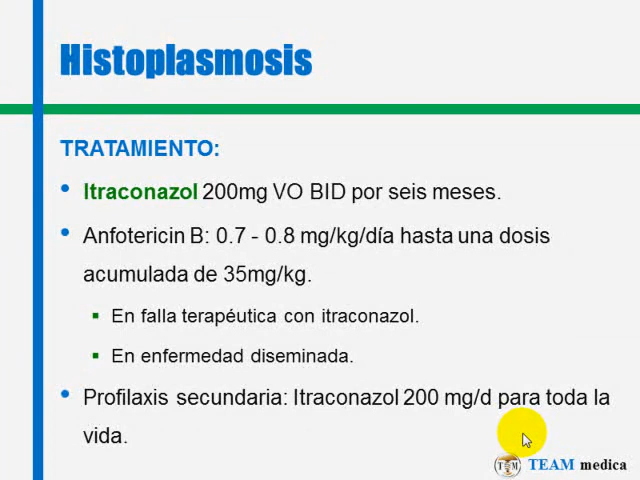 Histoplasmosis
TRATAMIENTO:
• Itraconazol 200mg VO BID por seis meses.
• Anfotericin B: 0.7 - 0.8 mg/kg/día hasta una dosis
acumulada de 35mg/kg.
▪ En falla terapéutica con itraconazol.
▪ En enfermedad diseminada.
• Profilaxis secundaria: Itraconazol 200 mg/d para toda la
vida.
TM TEAM medica